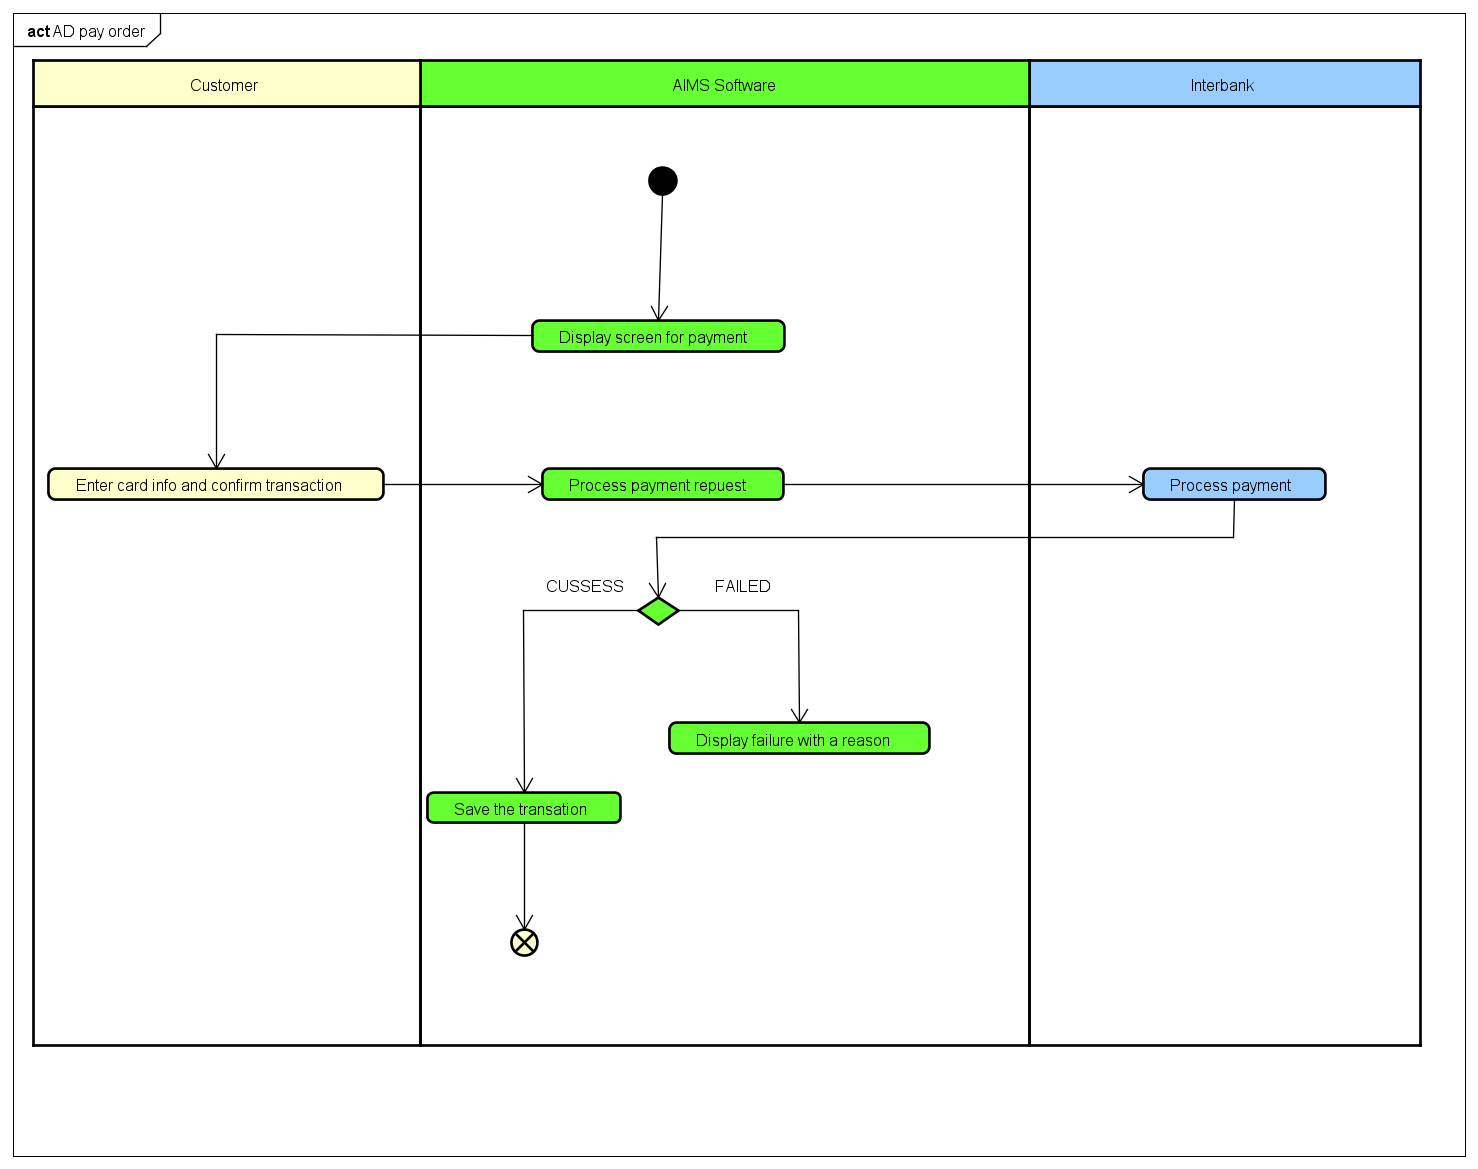 act AD pay order
Customer
AIMS Software
Interbank
Display screen for payment
Enter card info and confirm transaction
Process payment repuest
Process payment
CUSSESS
FAILED
Display failure with a reason
Save the transation